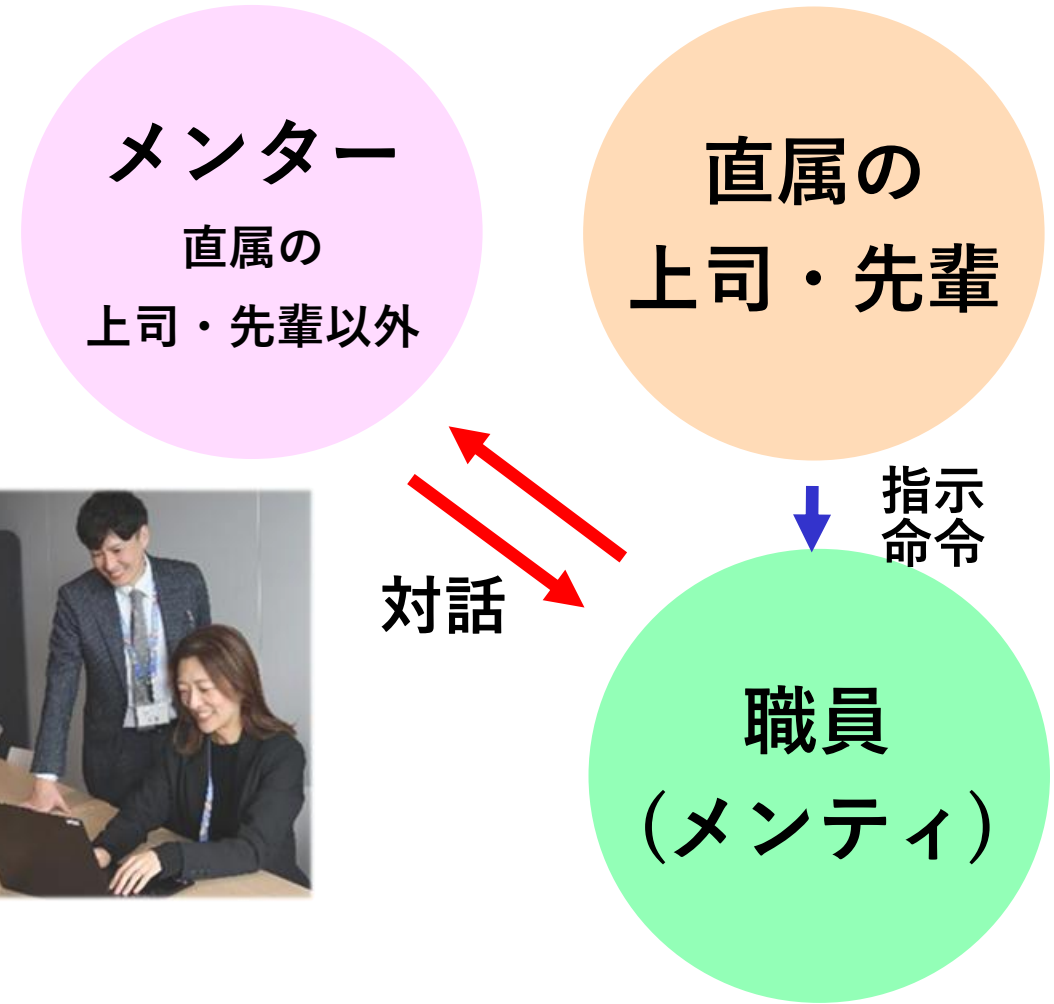 メンター
直属の
上司・先輩以外
直属の
上司・先輩
指示
命令
対話
職員
(メンティ)